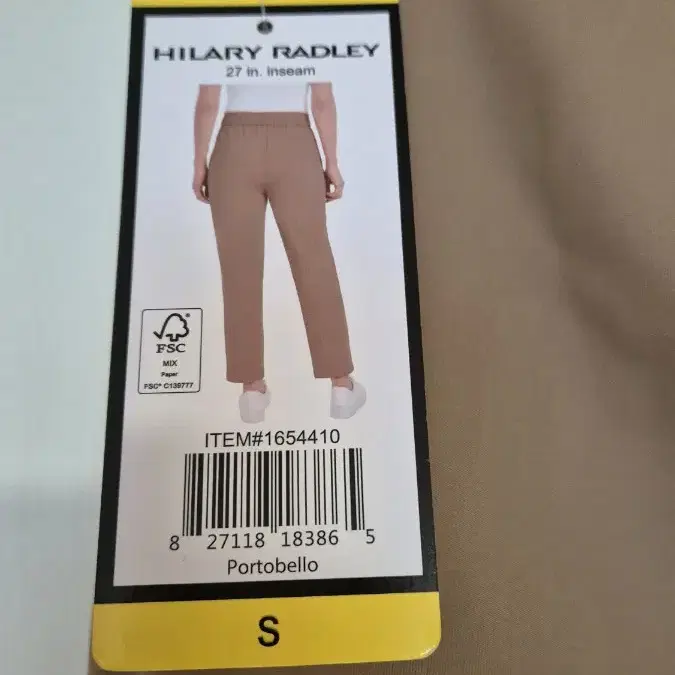 HILARY RADLEY
27 in. inseam
FSC
MIX
Paper
FSC® C139777
ITEM#1654410
8 27118 18386 5
Portobello
S